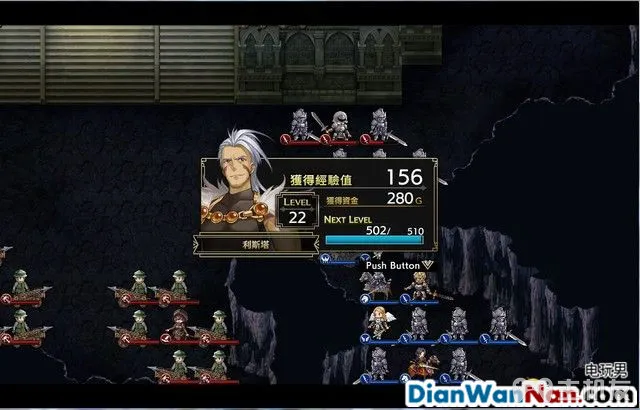 獲得經驗值 156
LEVEL 22
獲得資金 280 G
NEXT LEVEL
502/ 510
利斯塔
Push Button
电玩男
DianWanNan.com